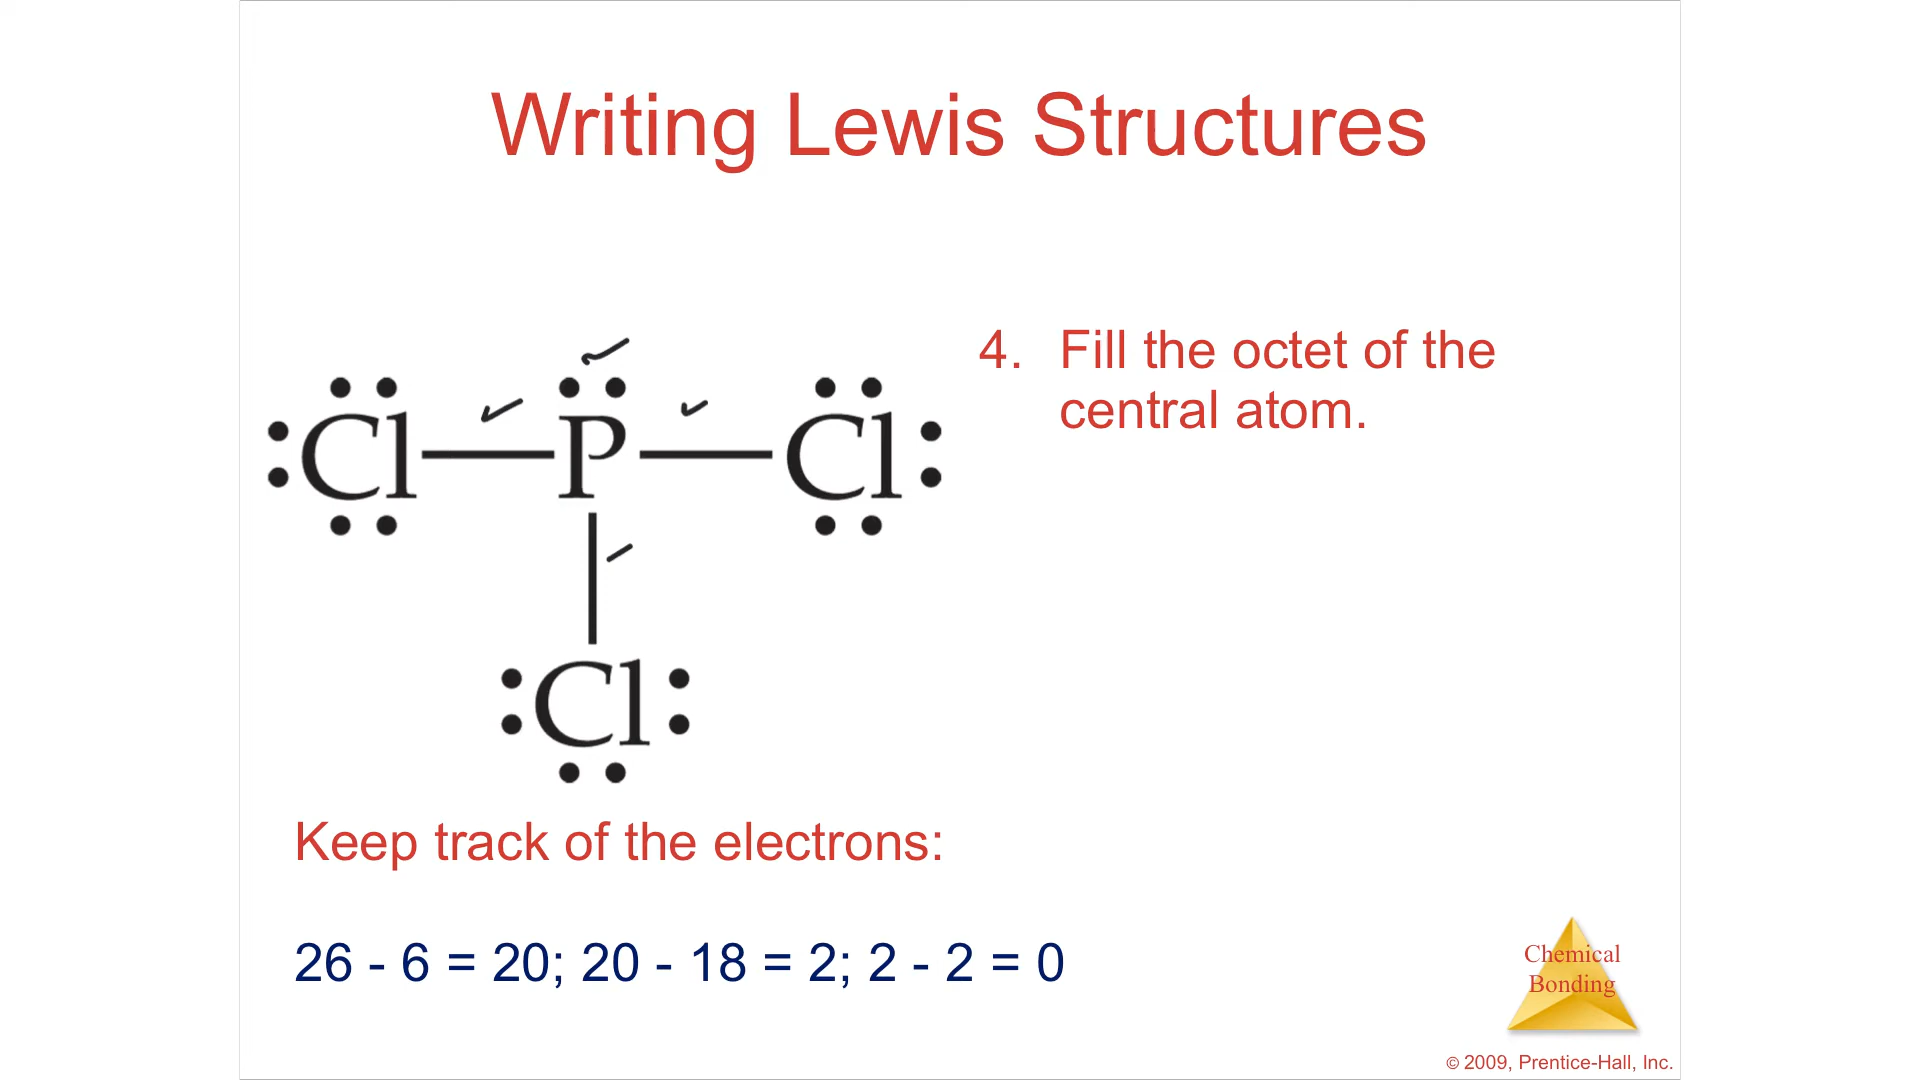 Writing Lewis Structures
4. Fill the octet of the
central atom.
:Cl—P—Cl:
:Cl:
Keep track of the electrons:
26 - 6 = 20; 20 - 18 = 2; 2 - 2 = 0
Chemical
Bonding
© 2009, Prentice-Hall, Inc.